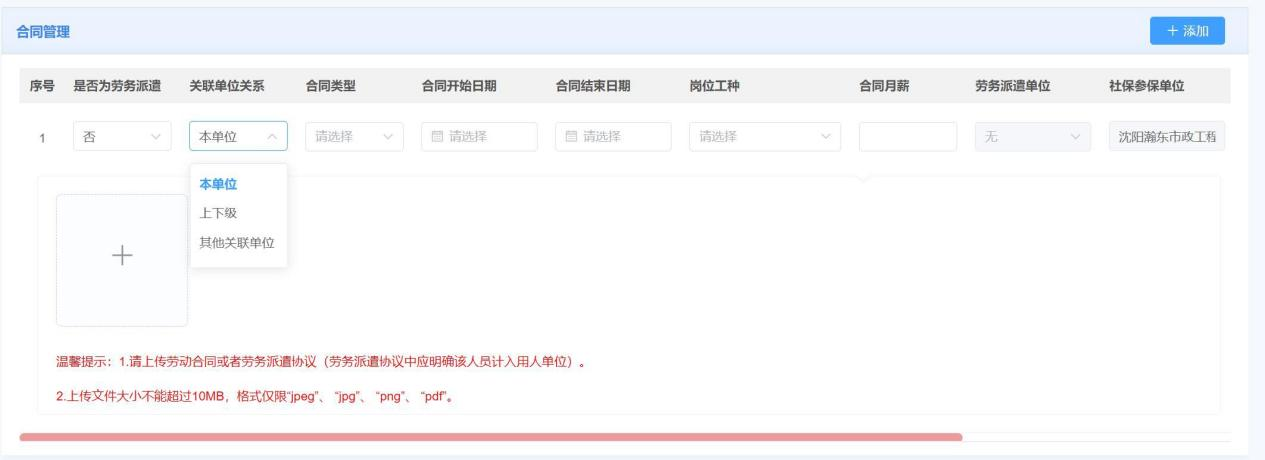 合同管理
+ 添加
序号 是否为劳务派遣 关联单位关系 合同类型 合同开始日期 合同结束日期 岗位工种 合同月薪 劳务派遣单位 社保参保单位
1 否 本单位 请选择 请选择 请选择 请选择 无 沈阳瀚东市政工程
本单位
上下级
其他关联单位
温馨提示：1.请上传劳动合同或者劳务派遣协议（劳务派遣协议中应明确该人员计入用人单位）。
2.上传文件大小不能超过10MB，格式仅限“jpeg”、“jpg”、“png”、“pdf”。